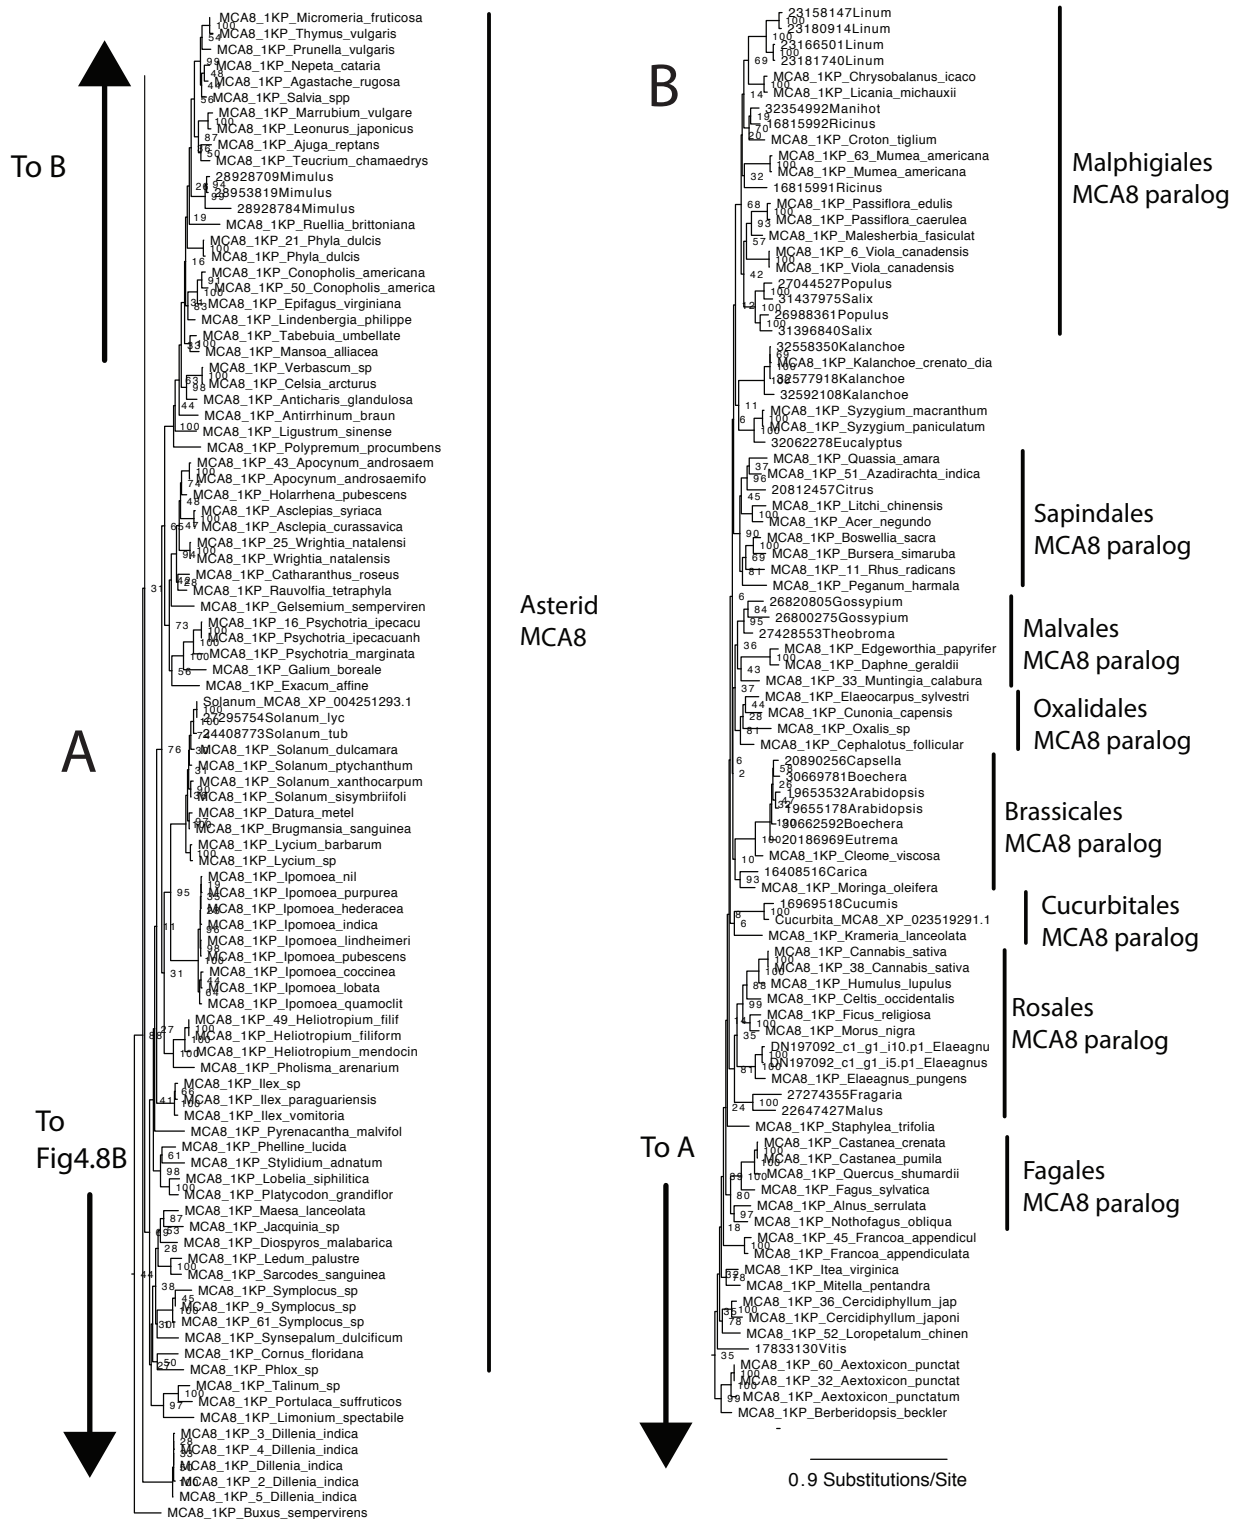 To B
A
To
Fig4.8B
MCA8_1KP_Micromeria_fruticosa
MCA8_1KP_Thymus_vulgaris
MCA8_1KP_Prunella_vulgaris
MCA8_1KP_Nepeta_cataria
MCA8_1KP_Agastache_rugosa
MCA8_1KP_Salvia_spp
MCA8_1KP_Marrubium_vulgare
MCA8_1KP_Leonurus_japonicus
MCA8_1KP_Ajuga_reptans
MCA8_1KP_Teucrium_chamaedrys
28928709Mimulus
28953819Mimulus
28928784Mimulus
MCA8_1KP_Ruellia_brittoniana
MCA8_1KP_21_Phyla_dulcis
MCA8_1KP_Phyla_dulcis
MCA8_1KP_Conopholis_americana
MCA8_1KP_50_Conopholis_america
MCA8_1KP_Epifagus_virginiana
MCA8_1KP_Lindenbergia_philippe
MCA8_1KP_Tabebuia_umbellate
MCA8_1KP_Mansoa_alliacea
MCA8_1KP_Verbascum_sp
MCA8_1KP_Celsia_arcturus
MCA8_1KP_Anticharis_glandulosa
MCA8_1KP_Antirrhinum_braun
MCA8_1KP_Ligustrum_sinense
MCA8_1KP_Polypremum_procumbens
MCA8_1KP_43_Apocynum_androsaem
MCA8_1KP_Apocynum_androsaemifo
MCA8_1KP_Holarrhena_pubescens
MCA8_1KP_Asclepias_syriaca
MCA8_1KP_Asclepia_curassavica
MCA8_1KP_25_Wrightia_natalensi
MCA8_1KP_Wrightia_natalensis
MCA8_1KP_Catharanthus_roseus
MCA8_1KP_Rauvolfia_tetraphyla
MCA8_1KP_Gelsemium_semperviren
MCA8_1KP_16_Psychotria_ipecacu
MCA8_1KP_Psychotria_ipecacuanh
MCA8_1KP_Psychotria_marginata
MCA8_1KP_Galium_boreale
MCA8_1KP_Exacum_affine
Solanum_MCA8_XP_004251293.1
27295754Solanum_lyc
24408773Solanum_tub
MCA8_1KP_Solanum_dulcamara
MCA8_1KP_Solanum_ptychanthum
MCA8_1KP_Solanum_xanthocarpum
MCA8_1KP_Solanum_sisymbriifoli
MCA8_1KP_Datura_metel
MCA8_1KP_Brugmansia_sanguinea
MCA8_1KP_Lycium_barbarum
MCA8_1KP_Lycium_sp
MCA8_1KP_Ipomoea_nil
MCA8_1KP_Ipomoea_purpurea
MCA8_1KP_Ipomoea_hederacea
MCA8_1KP_Ipomoea_indica
MCA8_1KP_Ipomoea_lindheimeri
MCA8_1KP_Ipomoea_pubescens
MCA8_1KP_Ipomoea_coccinea
MCA8_1KP_Ipomoea_lobata
MCA8_1KP_Ipomoea_quamoclit
MCA8_1KP_49_Heliotropium_filif
MCA8_1KP_Heliotropium_filiform
MCA8_1KP_Heliotropium_mendocin
MCA8_1KP_Pholisma_arenarium
MCA8_1KP_Ilex_sp
MCA8_1KP_Ilex_paraguariensis
MCA8_1KP_Ilex_vomitoria
MCA8_1KP_Pyrenacantha_malvifol
MCA8_1KP_Phelline_lucida
MCA8_1KP_Stylidium_adnatum
MCA8_1KP_Lobelia_siphilitica
MCA8_1KP_Platycodon_grandiflor
MCA8_1KP_Maesa_lanceolata
MCA8_1KP_Jacquinia_sp
MCA8_1KP_Diospyros_malabarica
MCA8_1KP_Ledum_palustre
MCA8_1KP_Sarcodes_sanguinea
MCA8_1KP_Symplocus_sp
MCA8_1KP_9_Symplocus_sp
MCA8_1KP_61_Symplocus_sp
MCA8_1KP_Synsepalum_dulcificum
MCA8_1KP_Cornus_floridana
MCA8_1KP_Phlox_sp
MCA8_1KP_Talinum_sp
MCA8_1KP_Portulaca_suffruticos
MCA8_1KP_Limonium_spectabile
MCA8_1KP_3_Dillenia_indica
MCA8_1KP_4_Dillenia_indica
MCA8_1KP_Dillenia_indica
MCA8_1KP_2_Dillenia_indica
MCA8_1KP_5_Dillenia_indica
MCA8_1KP_Buxus_sempervirens
Asterid
MCA8
B
To A
23158147Linum
23180914Linum
23166501Linum
23181740Linum
MCA8_1KP_Chrysobalanus_icaco
MCA8_1KP_Licania_michauxii
32354992Manihot
16815992Ricinus
MCA8_1KP_Croton_tiglium
MCA8_1KP_63_Mumea_americana
MCA8_1KP_Mumea_americana
16815991Ricinus
MCA8_1KP_Passiflora_edulis
MCA8_1KP_Passiflora_caerulea
MCA8_1KP_Malesherbia_fasiculat
MCA8_1KP_6_Viola_canadensis
MCA8_1KP_Viola_canadensis
27044527Populus
31437975Salix
26988361Populus
31396840Salix
32558350Kalanchoe
MCA8_1KP_Kalanchoe_crenato_dia
32577918Kalanchoe
32592108Kalanchoe
MCA8_1KP_Syzygium_macranthum
MCA8_1KP_Syzygium_paniculatum
32062278Eucalyptus
MCA8_1KP_Quassia_amara
MCA8_1KP_51_Azadirachta_indica
20812457Citrus
MCA8_1KP_Litchi_chinensis
MCA8_1KP_Acer_negundo
MCA8_1KP_Boswellia_sacra
MCA8_1KP_Bursera_simaruba
MCA8_1KP_11_Rhus_radicans
MCA8_1KP_Peganum_harmala
26820805Gossypium
26800275Gossypium
27428553Theobroma
MCA8_1KP_Edgeworthia_papyrifer
MCA8_1KP_Daphne_geraldii
MCA8_1KP_33_Muntingia_calabura
MCA8_1KP_Elaeocarpus_sylvestri
MCA8_1KP_Cunonia_capensis
MCA8_1KP_Oxalis_sp
MCA8_1KP_Cephalotus_follicular
20890256Capsella
30669781Boechera
19653532Arabidopsis
19655178Arabidopsis
30662592Boechera
20186969Eutrema
MCA8_1KP_Cleome_viscosa
16408516Carica
MCA8_1KP_Moringa_oleifera
16969518Cucumis
Cucurbita_MCA8_XP_023519291.1
MCA8_1KP_Krameria_lanceolata
MCA8_1KP_Cannabis_sativa
MCA8_1KP_38_Cannabis_sativa
MCA8_1KP_Humulus_lupulus
MCA8_1KP_Celtis_occidentalis
MCA8_1KP_Ficus_religiosa
MCA8_1KP_Morus_nigra
DN197092_c1_g1_i10.p1_Elaeagnu
DN197092_c1_g1_i5.p1_Elaeagnus
MCA8_1KP_Elaeagnus_pungens
27274355Fragaria
22647427Malus
MCA8_1KP_Staphylea_trifolia
MCA8_1KP_Castanea_crenata
MCA8_1KP_Castanea_pumila
MCA8_1KP_Quercus_shumardii
MCA8_1KP_Fagus_sylvatica
MCA8_1KP_Alnus_serrulata
MCA8_1KP_Nothofagus_obliqua
MCA8_1KP_45_Francoa_appendicul
MCA8_1KP_Francoa_appendiculata
MCA8_1KP_Itea_virginica
MCA8_1KP_Mitella_pentandra
MCA8_1KP_36_Cercidiphyllum_jap
MCA8_1KP_Cercidiphyllum_japoni
MCA8_1KP_52_Loropetalum_chinen
17833130Vitis
MCA8_1KP_60_Aextoxicon_punctat
MCA8_1KP_32_Aextoxicon_punctat
MCA8_1KP_Aextoxicon_punctatum
MCA8_1KP_Berberidopsis_beckler
0.9 Substitutions/Site
Malphigiales
MCA8 paralog
Sapindales
MCA8 paralog
Malvales
MCA8 paralog
Oxalidales
MCA8 paralog
Brassicales
MCA8 paralog
Cucurbitales
MCA8 paralog
Rosales
MCA8 paralog
Fagales
MCA8 paralog